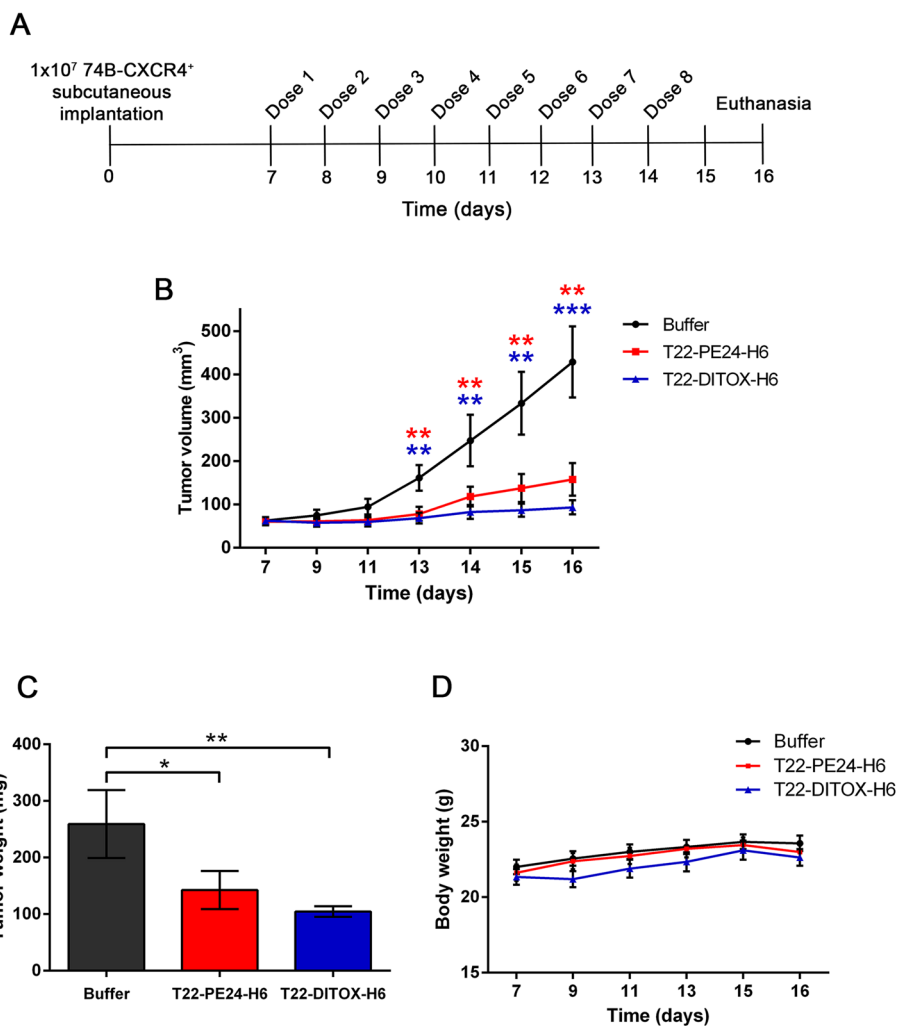 A
1x10⁷ 74B-CXCR4⁺
subcutaneous
implantation
Dose 1 Dose 2 Dose 3 Dose 4 Dose 5 Dose 6 Dose 7 Dose 8
Euthanasia
0 7 8 9 10 11 12 13 14 15 16
Time (days)
B
** ** ** **
** ** ** ***
Tumor volume (mm³)
500
400
300
200
100
0
7 9 11 13 14 15 16
Time (days)
Buffer
T22-PE24-H6
T22-DITOX-H6
C
weight
400
300
200
100
0
**
*
Buffer T22-PE24-H6 T22-DITOX-H6
D
Body weight (g)
30
25
20
15
7 9 11 13 15 16
Time (days)
Buffer
T22-PE24-H6
T22-DITOX-H6